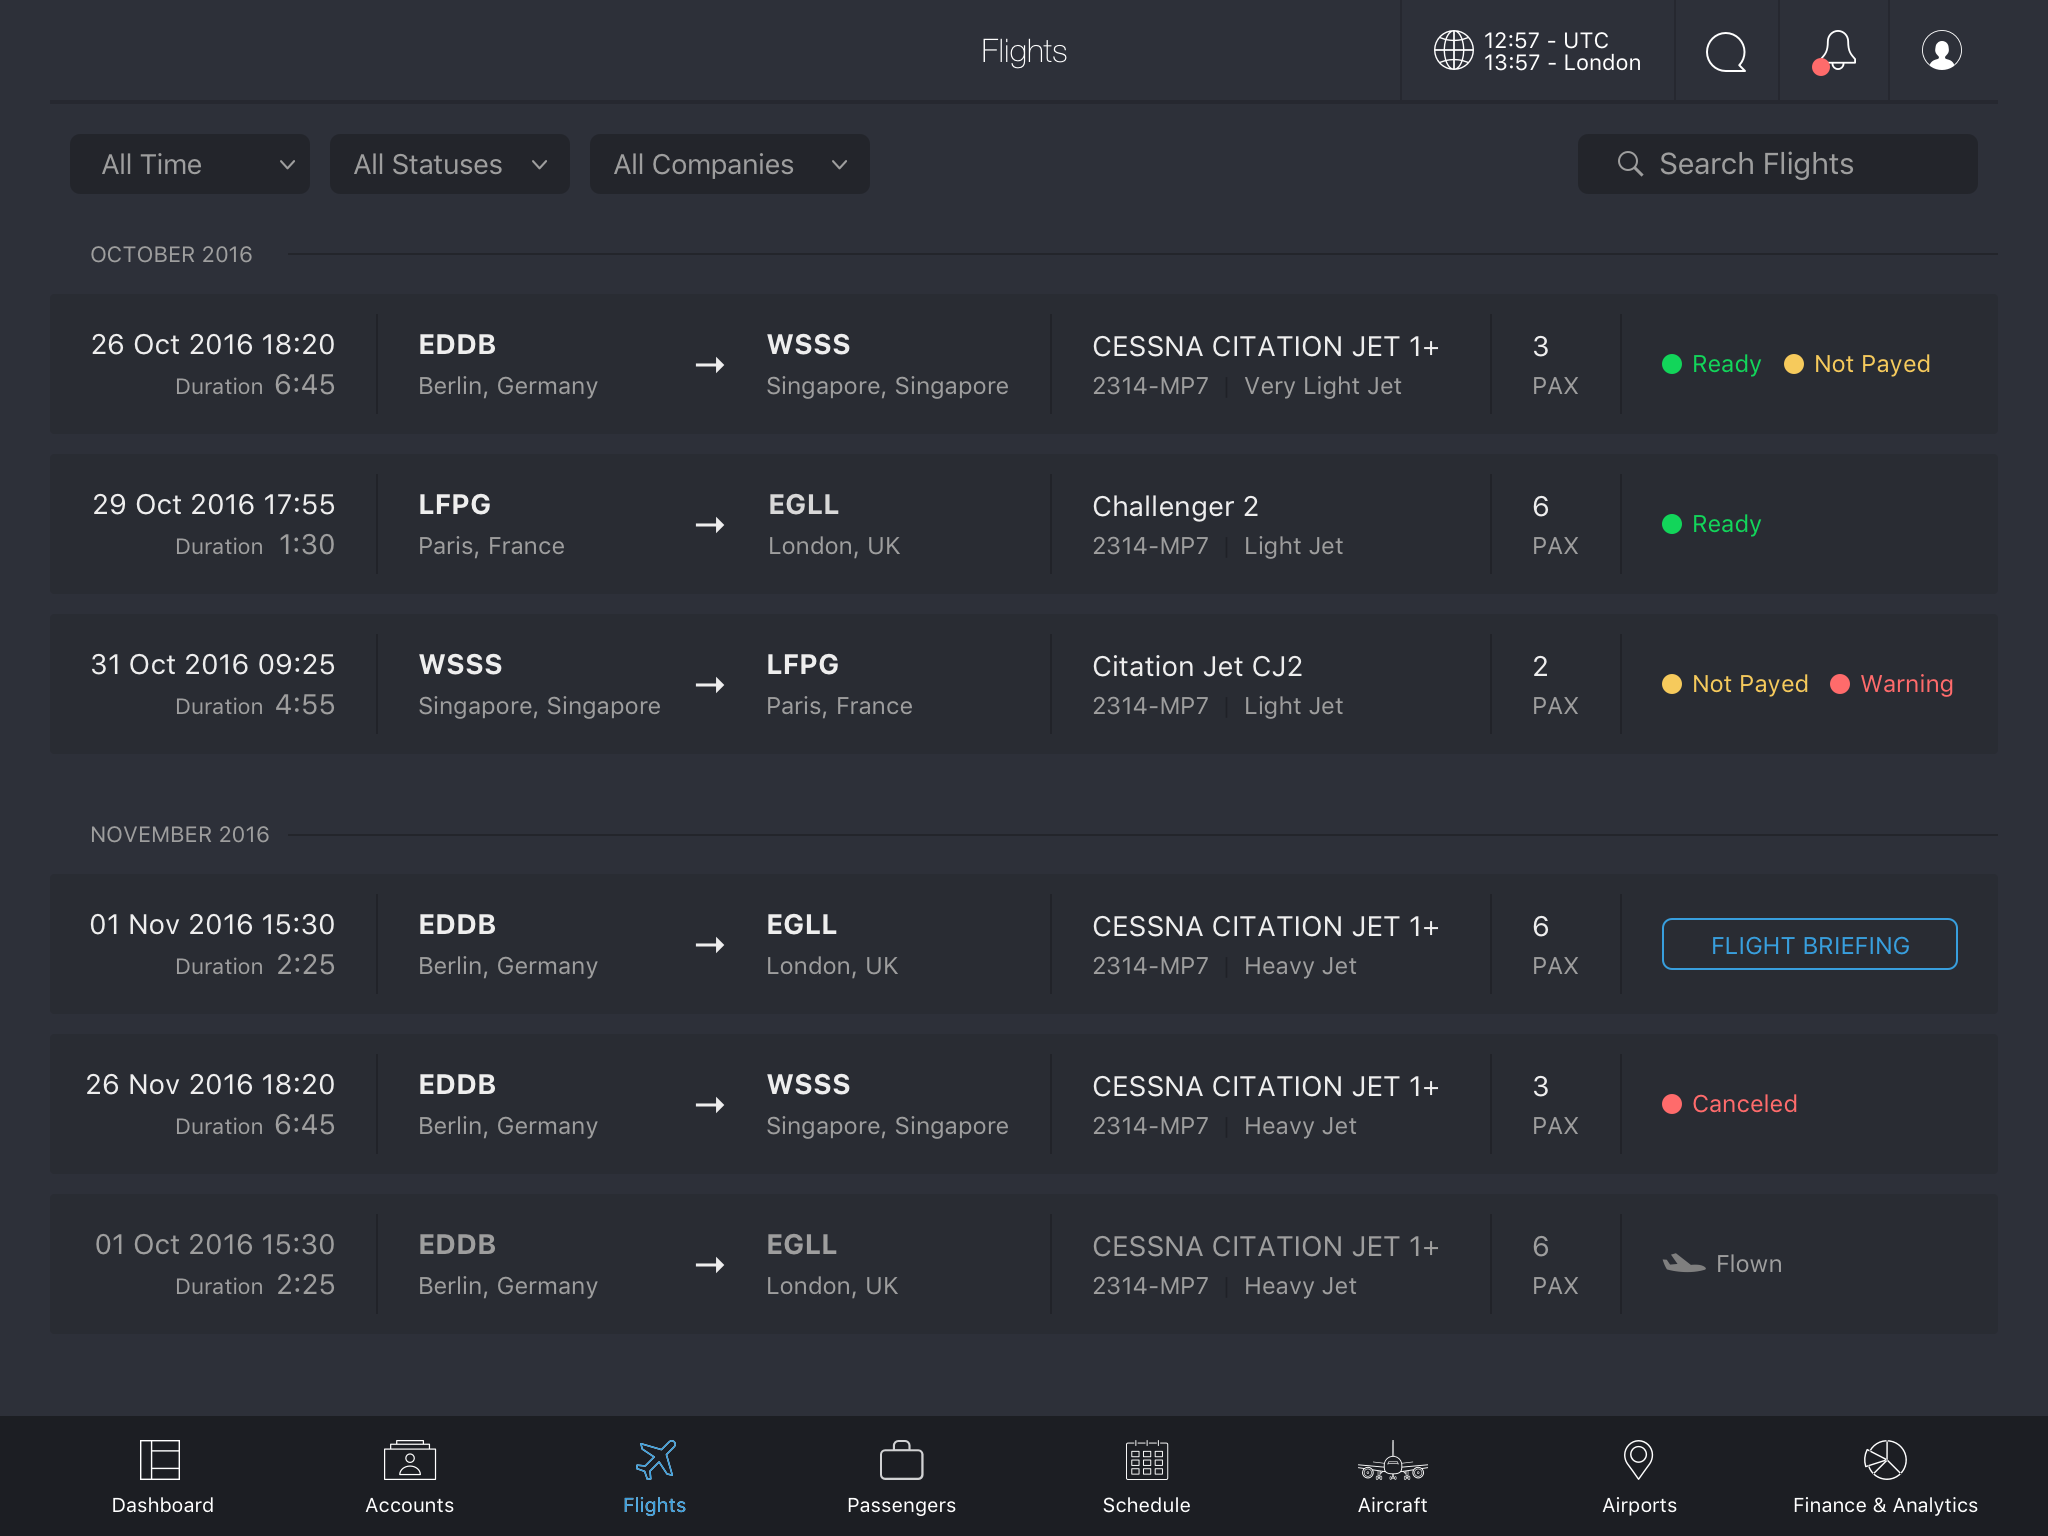 Flights
12:57 - UTC
13:57 - London
All Time
All Statuses
All Companies
Search Flights
OCTOBER 2016
26 Oct 2016 18:20
Duration 6:45
EDDB
Berlin, Germany
WSSS
Singapore, Singapore
CESSNA CITATION JET 1+
2314-MP7 Very Light Jet
3
PAX
Ready Not Payed
29 Oct 2016 17:55
Duration 1:30
LFPG
Paris, France
EGLL
London, UK
Challenger 2
2314-MP7 Light Jet
6
PAX
Ready
31 Oct 2016 09:25
Duration 4:55
WSSS
Singapore, Singapore
LFPG
Paris, France
Citation Jet CJ2
2314-MP7 Light Jet
2
PAX
Not Payed Warning
NOVEMBER 2016
01 Nov 2016 15:30
Duration 2:25
EDDB
Berlin, Germany
EGLL
London, UK
CESSNA CITATION JET 1+
2314-MP7 Heavy Jet
6
PAX
FLIGHT BRIEFING
26 Nov 2016 18:20
Duration 6:45
EDDB
Berlin, Germany
WSSS
Singapore, Singapore
CESSNA CITATION JET 1+
2314-MP7 Heavy Jet
3
PAX
Canceled
01 Oct 2016 15:30
Duration 2:25
EDDB
Berlin, Germany
EGLL
London, UK
CESSNA CITATION JET 1+
2314-MP7 Heavy Jet
6
PAX
Flown
Dashboard
Accounts
Flights
Passengers
Schedule
Aircraft
Airports
Finance & Analytics